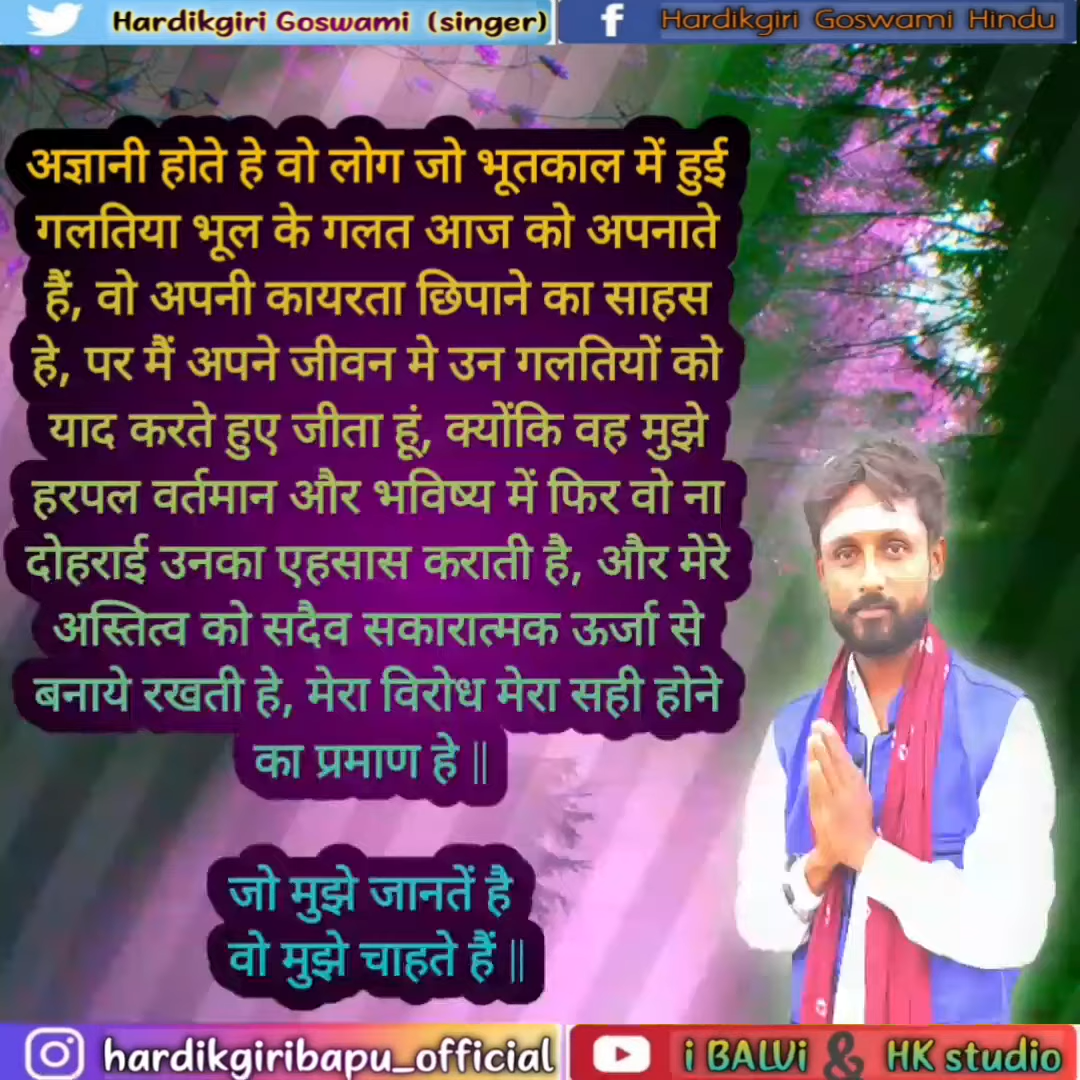 Hardikgiri Goswami (singer)
Hardikgiri Goswami Hindu
अज्ञानी होते हे वो लोग जो भूतकाल में हुई
गलतिया भूल के गलत आज को अपनाते
हैं, वो अपनी कायरता छिपाने का साहस
हे, पर मैं अपने जीवन मे उन गलतियों को
याद करते हुए जीता हूं, क्योंकि वह मुझे
हरपल वर्तमान और भविष्य में फिर वो ना
दोहराई उनका एहसास कराती है, और मेरे
अस्तित्व को सदैव सकारात्मक ऊर्जा से
बनाये रखती हे, मेरा विरोध मेरा सही होने
का प्रमाण हे ||
जो मुझे जानतें है
वो मुझे चाहते हैं ||
hardikgiribapu_official
i BALVi & HK studio